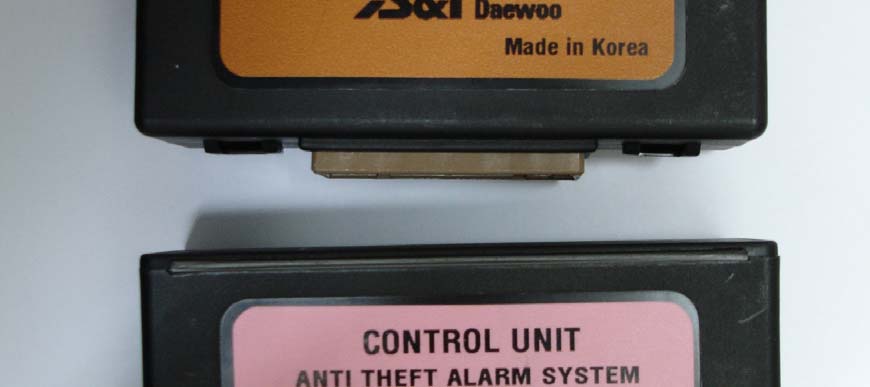 S&T Daewoo
Made in Korea
CONTROL UNIT
ANTI THEFT ALARM SYSTEM